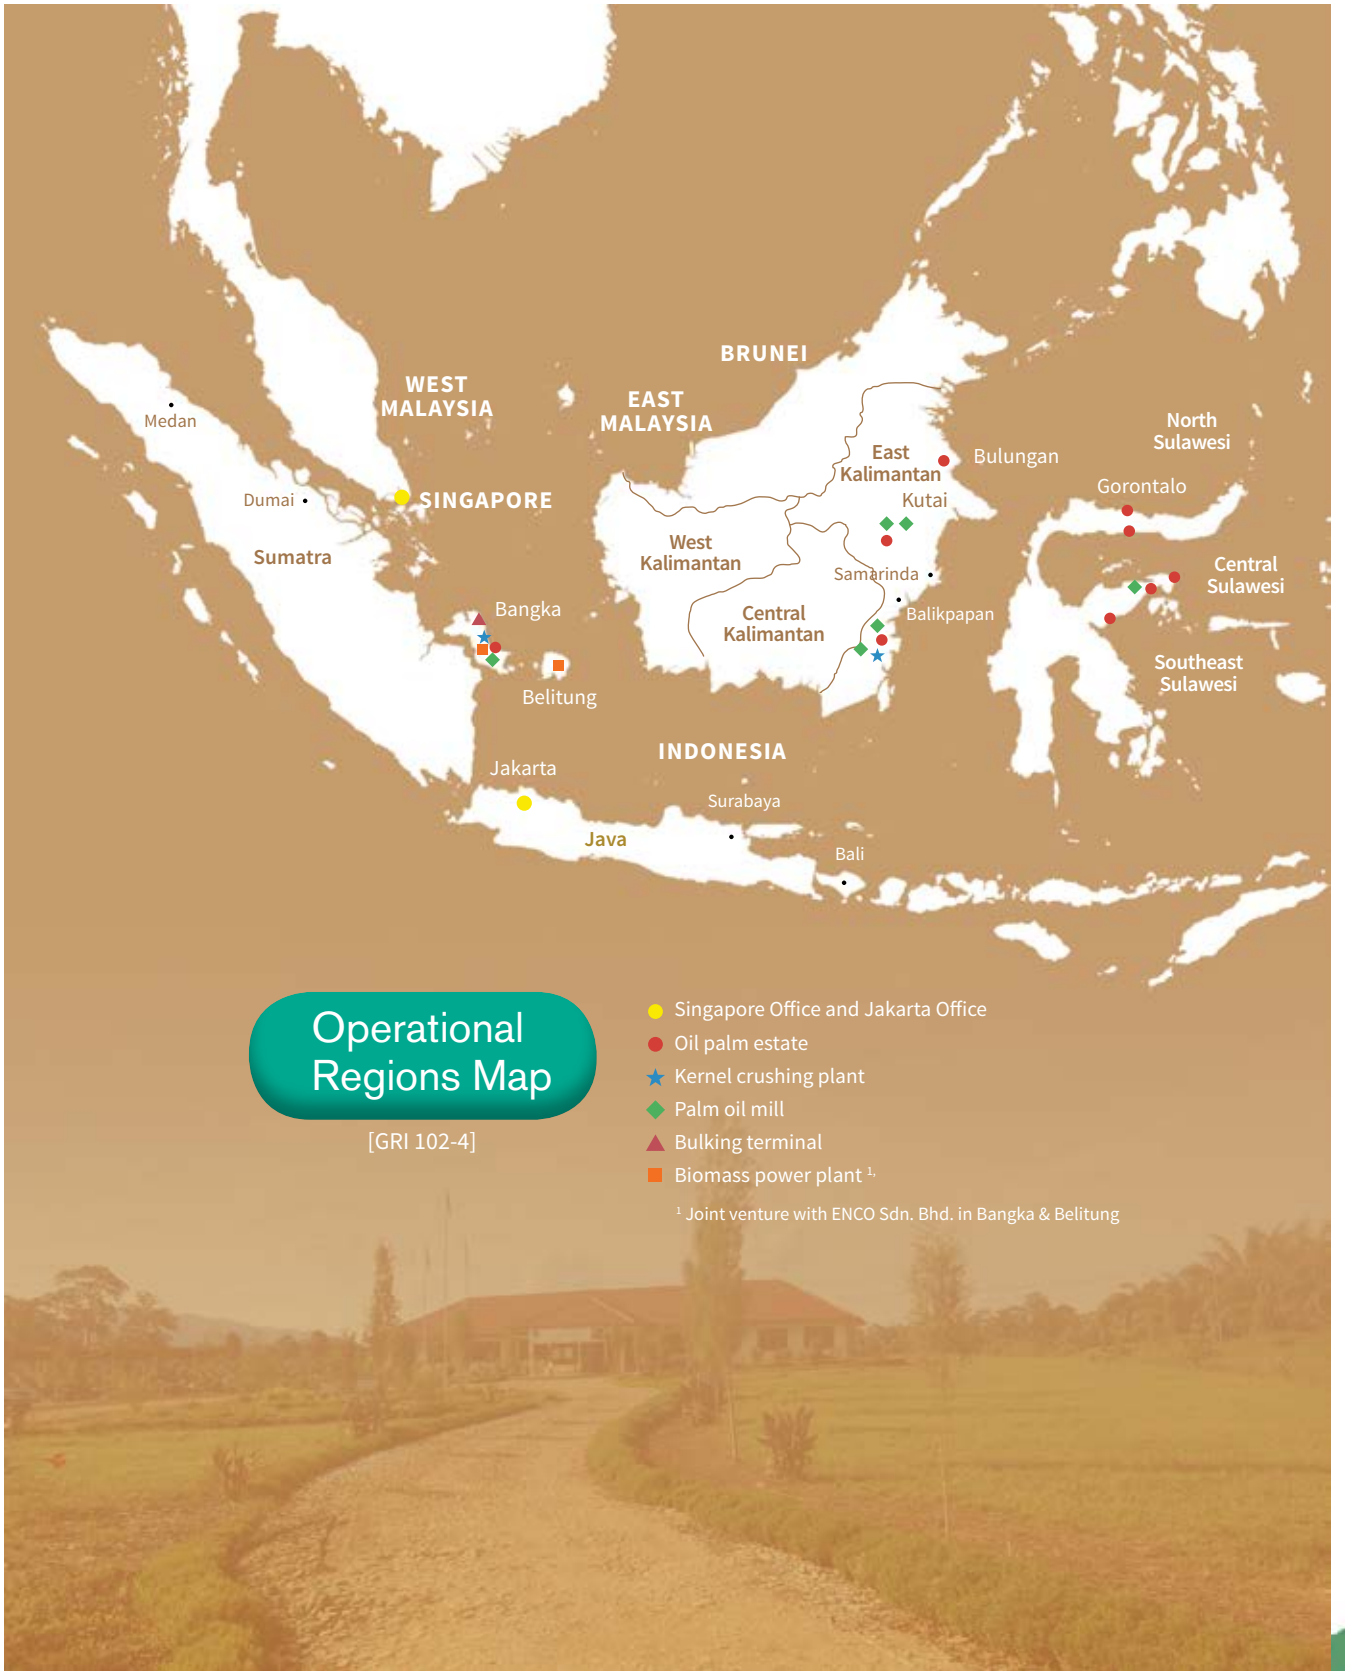 BRUNEI
WEST
MALAYSIA
EAST
MALAYSIA
Medan
North
Sulawesi
East
Kalimantan
Bulungan
Gorontalo
Dumai
SINGAPORE
Kutai
Sumatra
West
Kalimantan
Central
Sulawesi
Samarinda
Bangka
Central
Kalimantan
Balikpapan
Southeast
Sulawesi
Belitung
INDONESIA
Jakarta
Surabaya
Java
Bali
Operational
Regions Map
[GRI 102-4]
Singapore Office and Jakarta Office
Oil palm estate
Kernel crushing plant
Palm oil mill
Bulking terminal
Biomass power plant ¹,
¹ Joint venture with ENCO Sdn. Bhd. in Bangka & Belitung